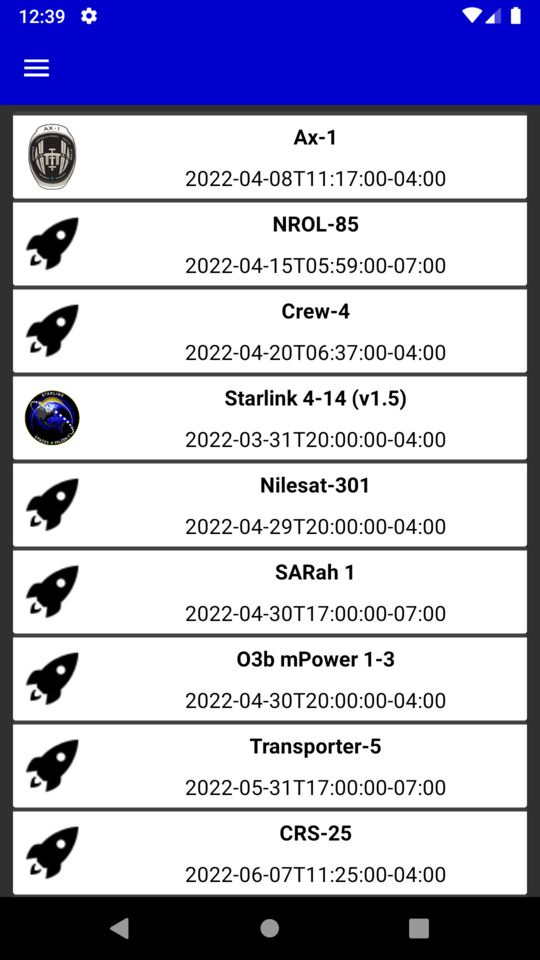 12:39
AX-1
Ax-1
2022-04-08T11:17:00-04:00
NROL-85
2022-04-15T05:59:00-07:00
Crew-4
2022-04-20T06:37:00-04:00
STARLINK
Starlink 4-14 (v1.5)
2022-03-31T20:00:00-04:00
Nilesat-301
2022-04-29T20:00:00-04:00
SARah 1
2022-04-30T17:00:00-07:00
O3b mPower 1-3
2022-04-30T20:00:00-04:00
Transporter-5
2022-05-31T17:00:00-07:00
CRS-25
2022-06-07T11:25:00-04:00